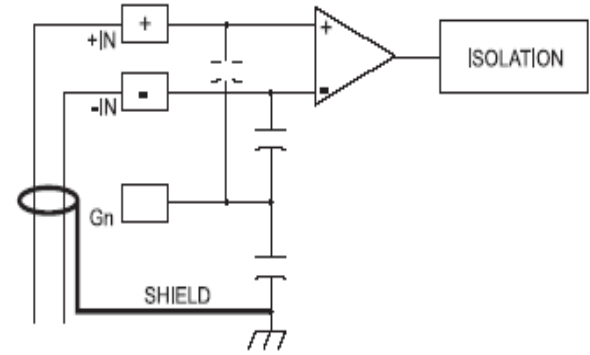 +
+IN
+
ISOLATION
-
-IN
-
Gn
SHIELD